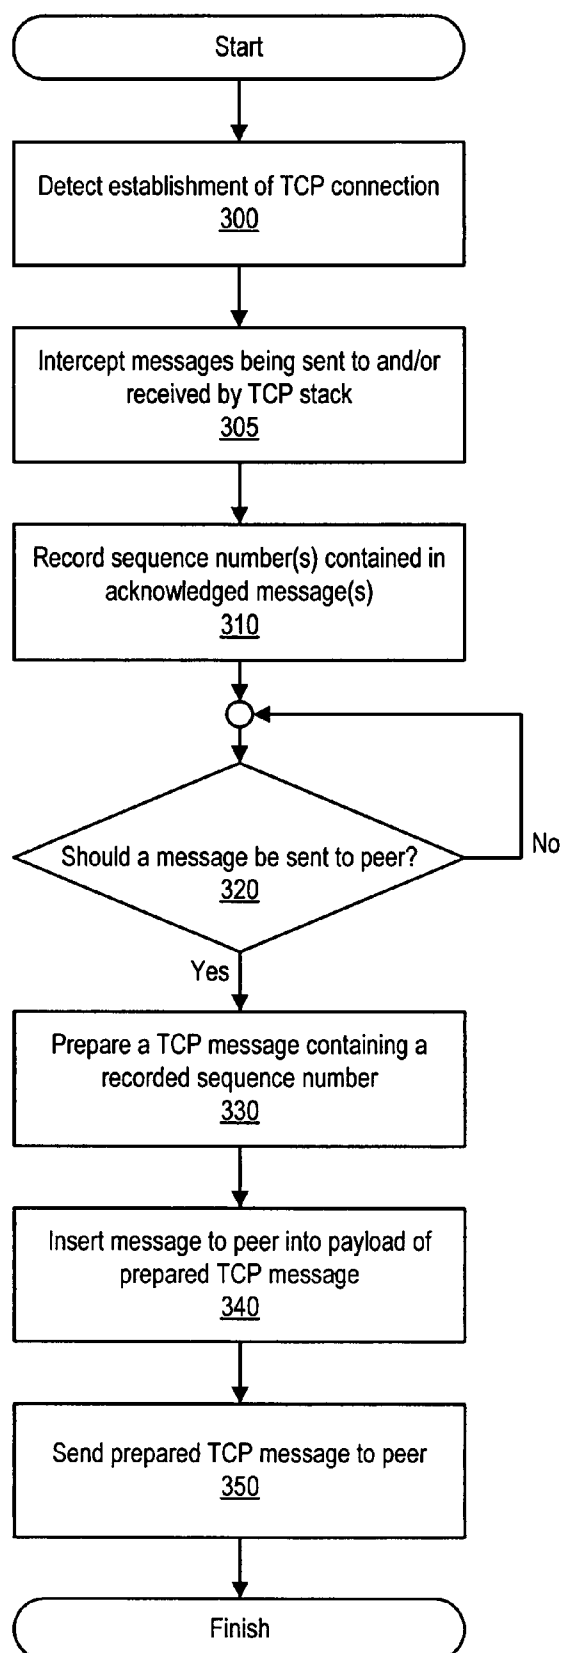 Start
Detect establishment of TCP connection
300
Intercept messages being sent to and/or
received by TCP stack
305
Record sequence number(s) contained in
acknowledged message(s)
310
Should a message be sent to peer?
320
No
Yes
Prepare a TCP message containing a
recorded sequence number
330
Insert message to peer into payload of
prepared TCP message
340
Send prepared TCP message to peer
350
Finish